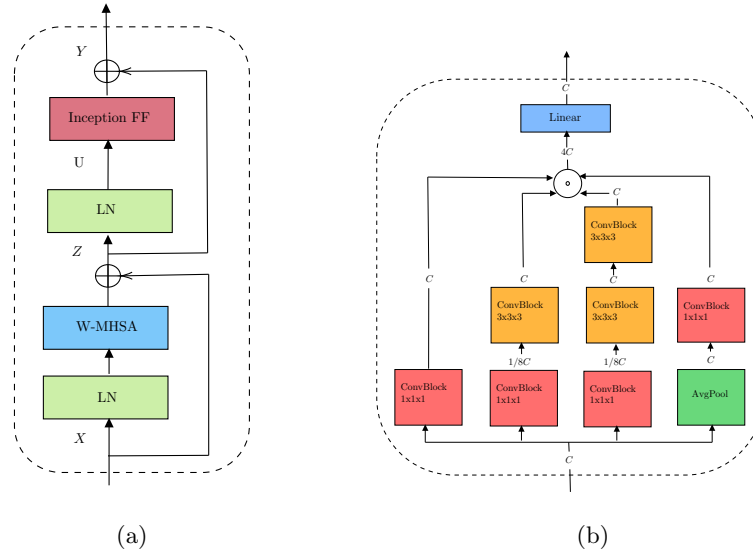 Y
Inception FF
U
LN
Z
W-MHSA
LN
X
(a)
C
Linear
4C
C
ConvBlock
3x3x3
C
C
C
C
ConvBlock
3x3x3
ConvBlock
3x3x3
ConvBlock
1x1x1
1/8C
1/8C
C
ConvBlock
1x1x1
ConvBlock
1x1x1
ConvBlock
1x1x1
AvgPool
C
(b)